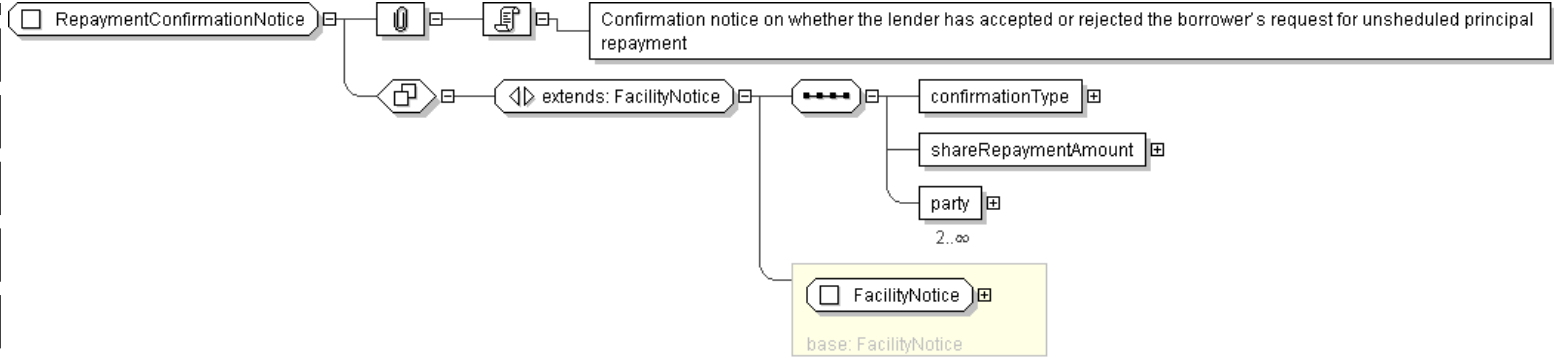 RepaymentConfirmationNotice
Confirmation notice on whether the lender has accepted or rejected the borrower's request for unsheduled principal
repayment
extends: FacilityNotice
confirmationType
shareRepaymentAmount
party
2..∞
FacilityNotice
base: FacilityNotice